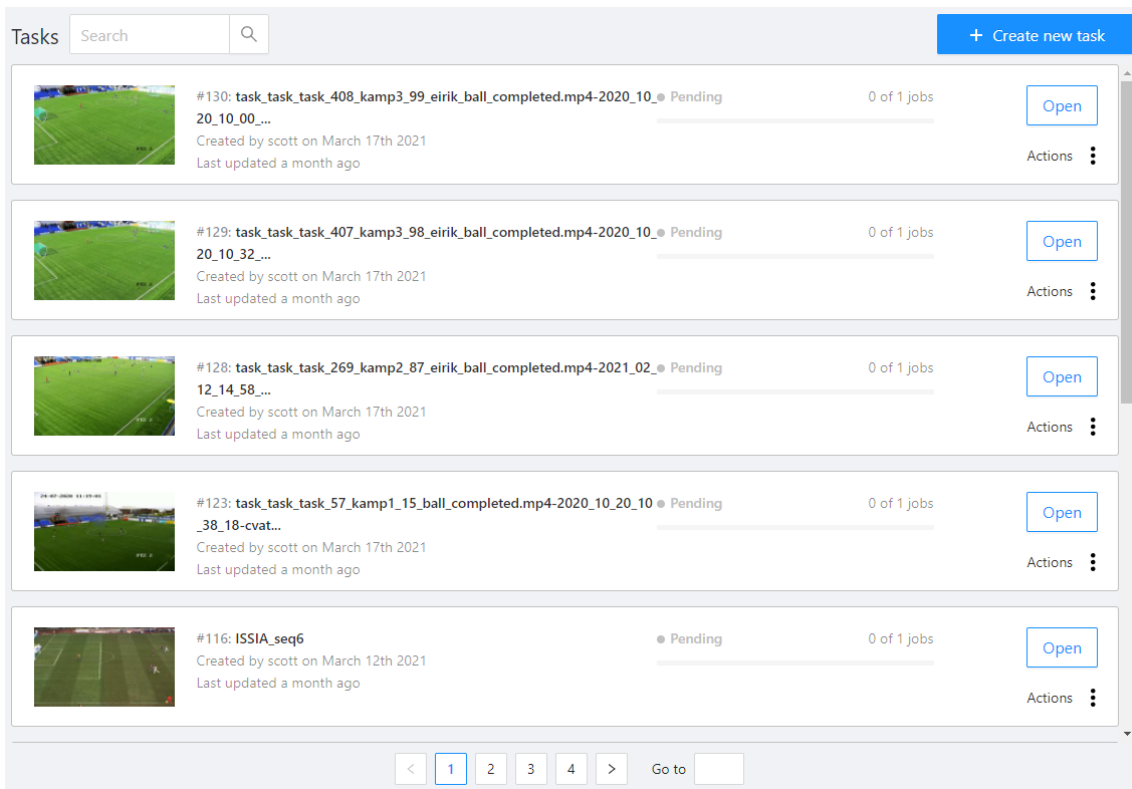 Tasks
Search
+ Create new task
#130: task_task_task_408_kamp3_99_eirik_ball_completed.mp4-2020_10_
20_10_00_...
Created by scott on March 17th 2021
Last updated a month ago
Pending
0 of 1 jobs
Open
Actions
#129: task_task_task_407_kamp3_98_eirik_ball_completed.mp4-2020_10_
20_10_32_...
Created by scott on March 17th 2021
Last updated a month ago
Pending
0 of 1 jobs
Open
Actions
#128: task_task_task_269_kamp2_87_eirik_ball_completed.mp4-2021_02_
12_14_58_...
Created by scott on March 17th 2021
Last updated a month ago
Pending
0 of 1 jobs
Open
Actions
#123: task_task_task_57_kamp1_15_ball_completed.mp4-2020_10_20_10
_38_18-cvat...
Created by scott on March 17th 2021
Last updated a month ago
Pending
0 of 1 jobs
Open
Actions
#116: ISSIA_seq6
Created by scott on March 12th 2021
Last updated a month ago
Pending
0 of 1 jobs
Open
Actions
< 1 2 3 4 > Go to